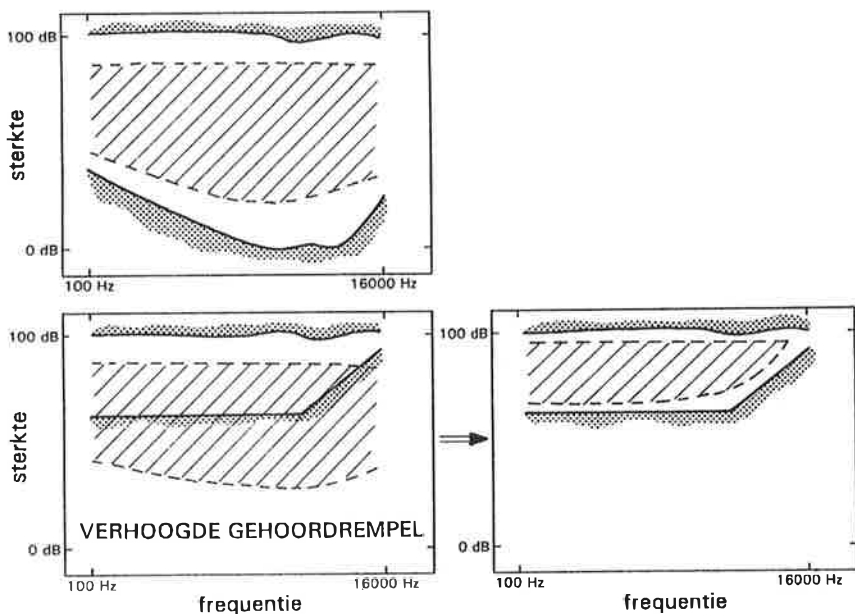 100 dB
sterkte
0 dB
100 Hz
16000 Hz
100 dB
sterkte
VERHOOGDE GEHOORDREMPEL
0 dB
100 Hz
16000 Hz
frequentie
100 dB
0 dB
100 Hz
16000 Hz
frequentie